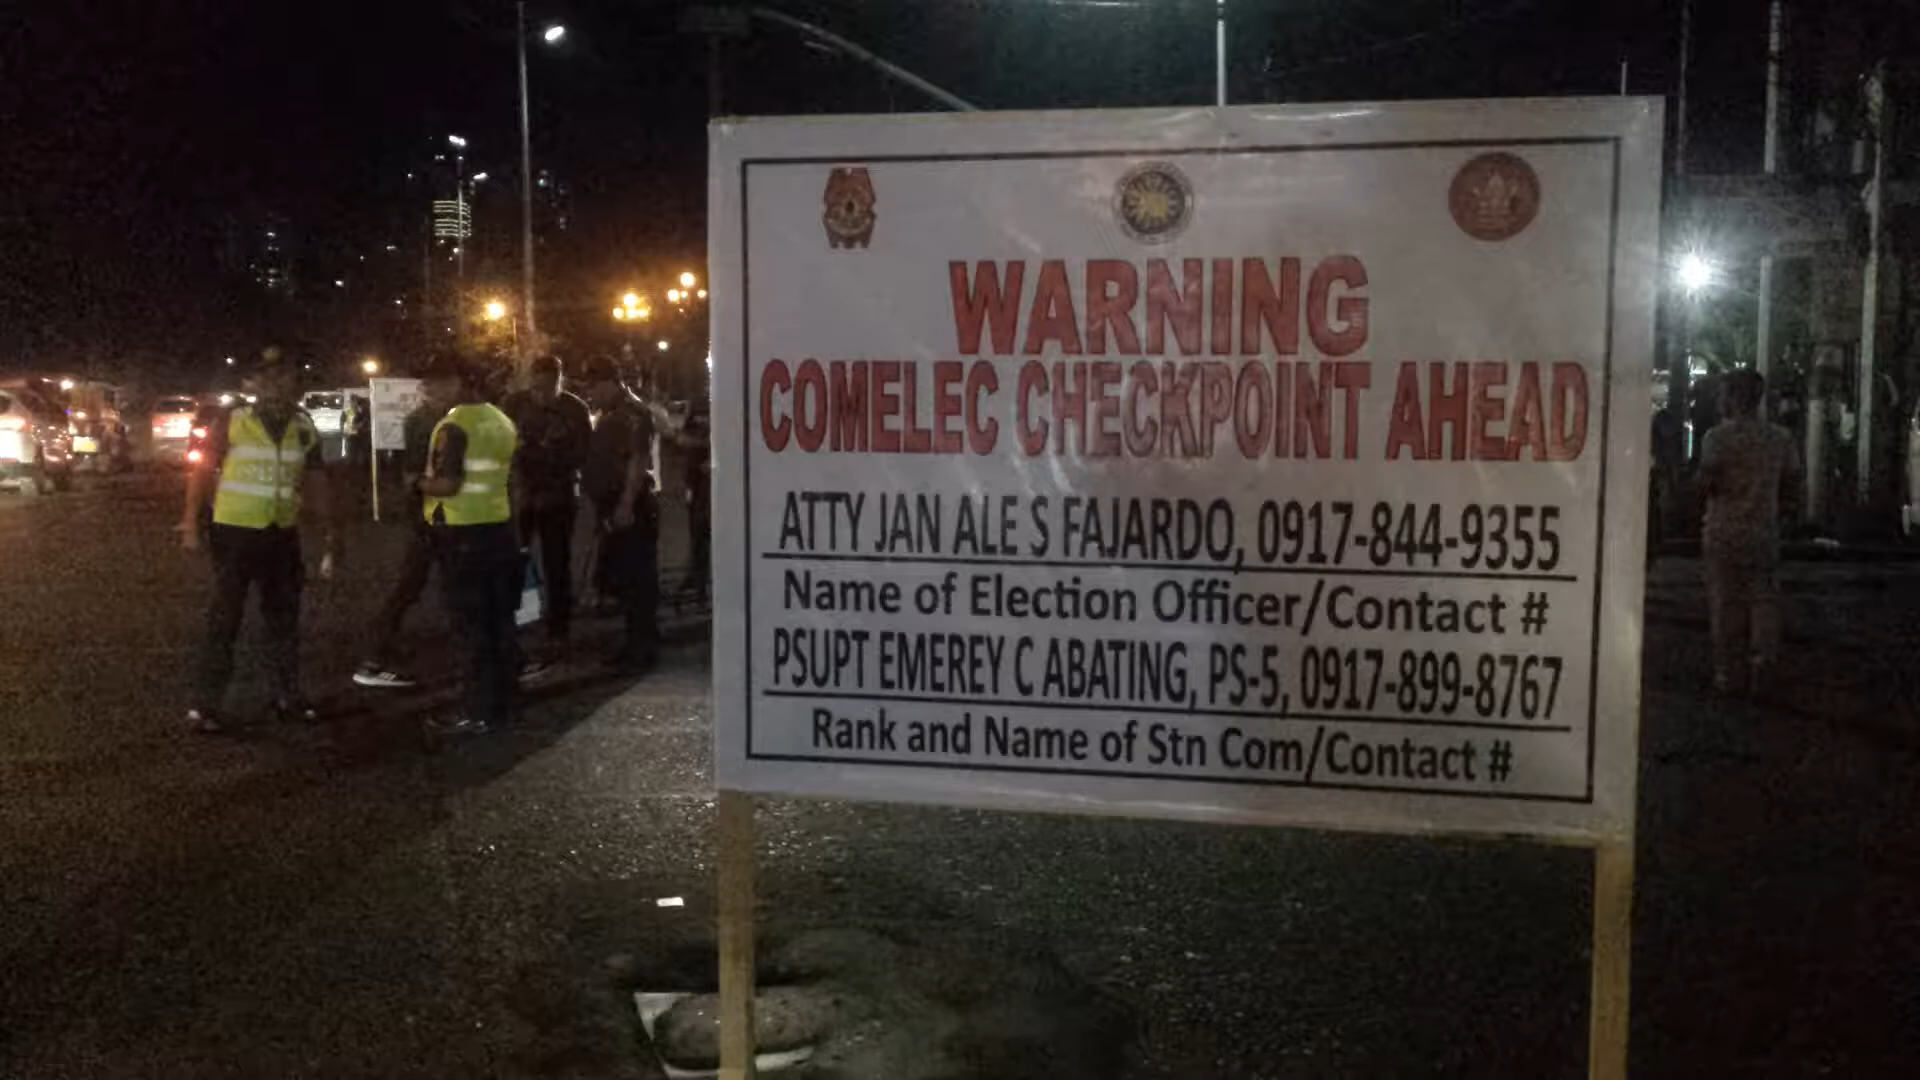 WARNING
COMELEC CHECKPOINT AHEAD
ATTY JAN ALE S FAJARDO, 0917-844-9355
Name of Election Officer/Contact #
PSUPT EMEREY C ABATING, PS-5, 0917-899-8767
Rank and Name of Stn Com/Contact #